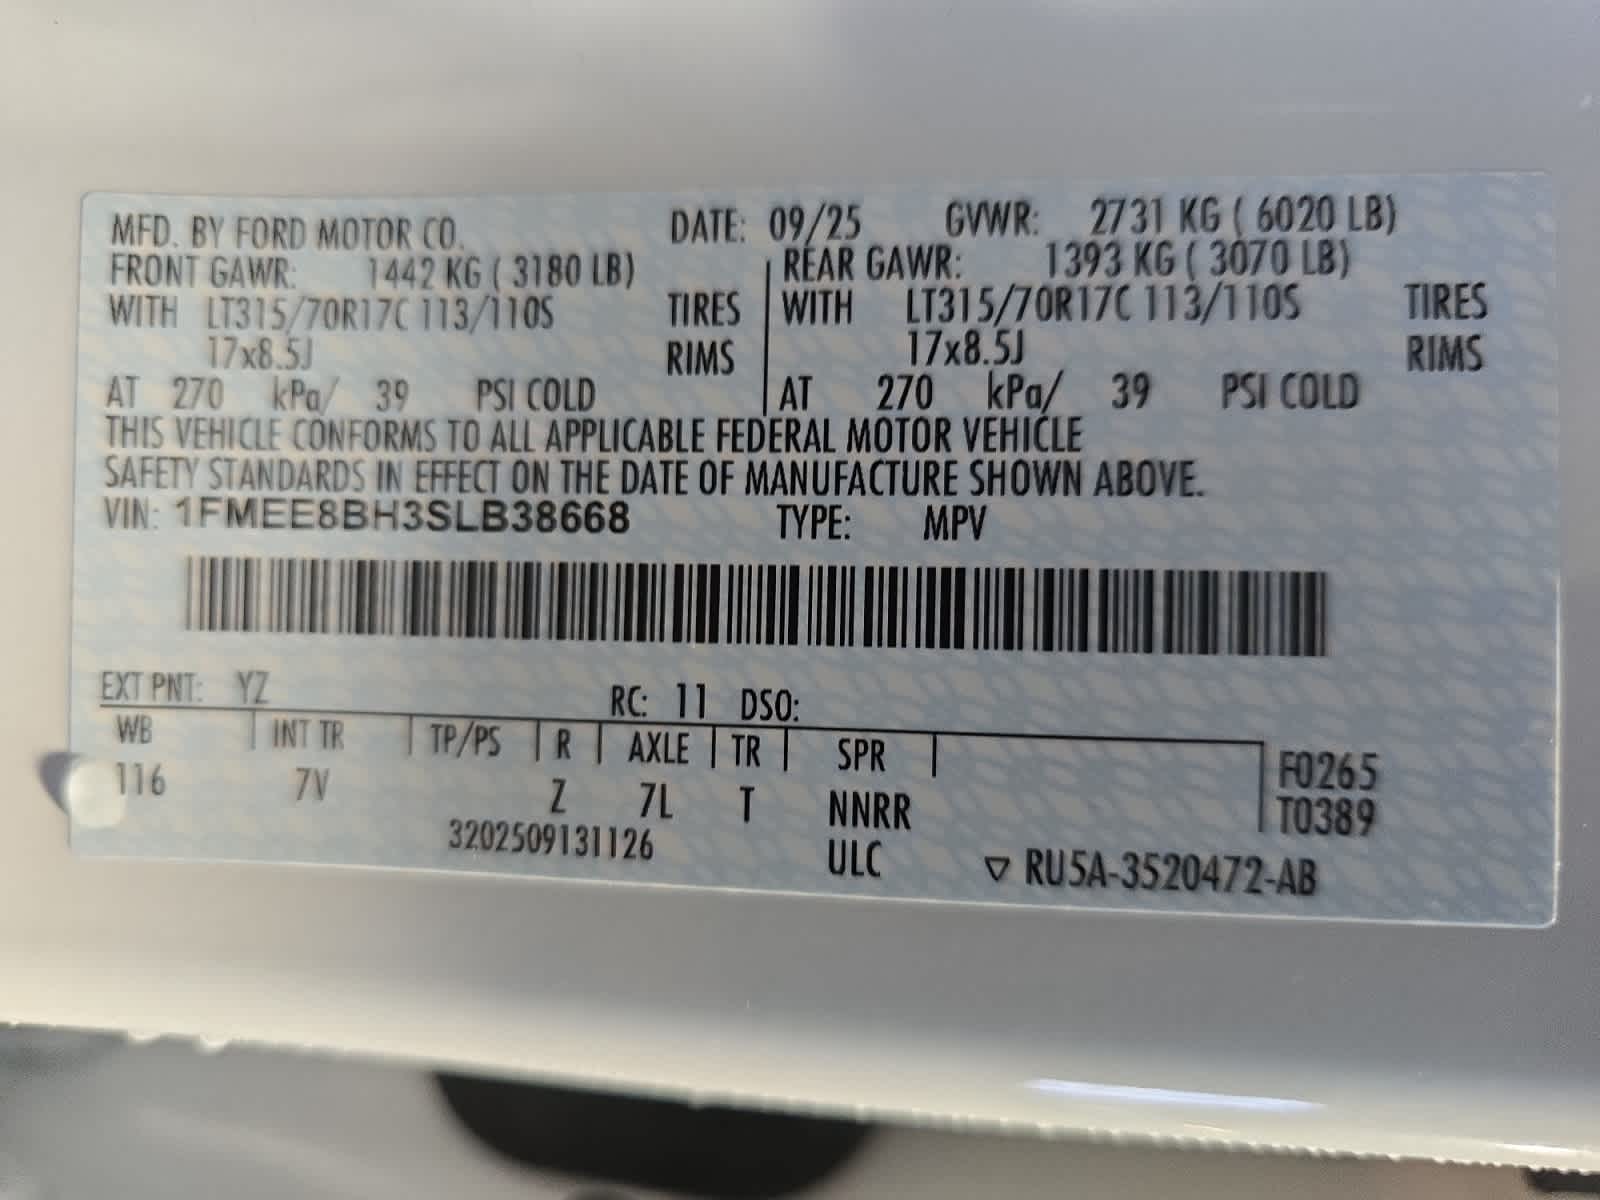 MFD. BY FORD MOTOR CO. DATE: 09/25 GVWR: 2731 KG ( 6020 LB)
FRONT GAWR: 1442 KG ( 3180 LB) REAR GAWR: 1393 KG ( 3070 LB)
WITH LT315/70R17C 113/110S TIRES WITH LT315/70R17C 113/110S TIRES
17x8.5J RIMS 17x8.5J RIMS
AT 270 kPa/ 39 PSI COLD AT 270 kPa/ 39 PSI COLD
THIS VEHICLE CONFORMS TO ALL APPLICABLE FEDERAL MOTOR VEHICLE
SAFETY STANDARDS IN EFFECT ON THE DATE OF MANUFACTURE SHOWN ABOVE.
VIN: 1FMEE8BH3SLB38668 TYPE: MPV
EXT PNT: YZ RC: 11 DSO:
WB INT TR TP/PS R AXLE TR SPR F0265
116 7V Z 7L T NNRR T0389
3202509131126 ULC ▽ RU5A-3520472-AB